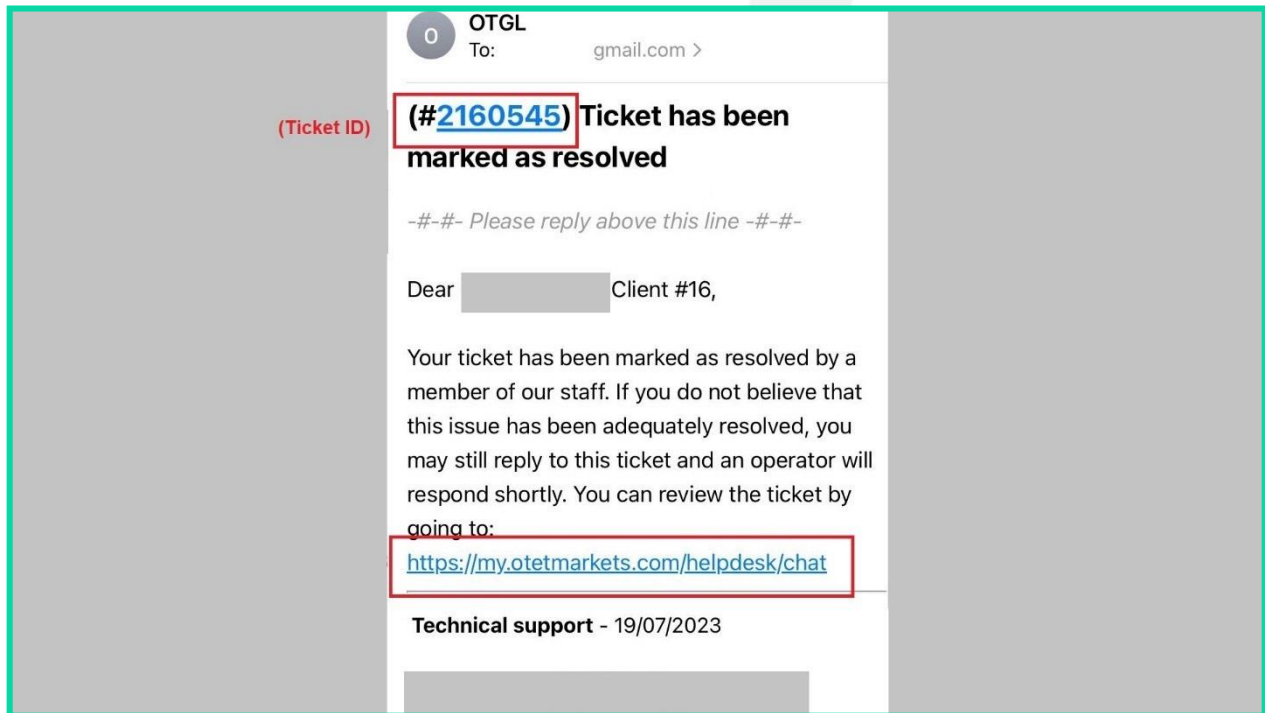 O
OTGL
To: gmail.com >
(Ticket ID)
(#2160545) Ticket has been
marked as resolved
-#-#- Please reply above this line -#-#-
Dear Client #16,
Your ticket has been marked as resolved by a
member of our staff. If you do not believe that
this issue has been adequately resolved, you
may still reply to this ticket and an operator will
respond shortly. You can review the ticket by
going to:
https://my.otetmarkets.com/helpdesk/chat
Technical support - 19/07/2023